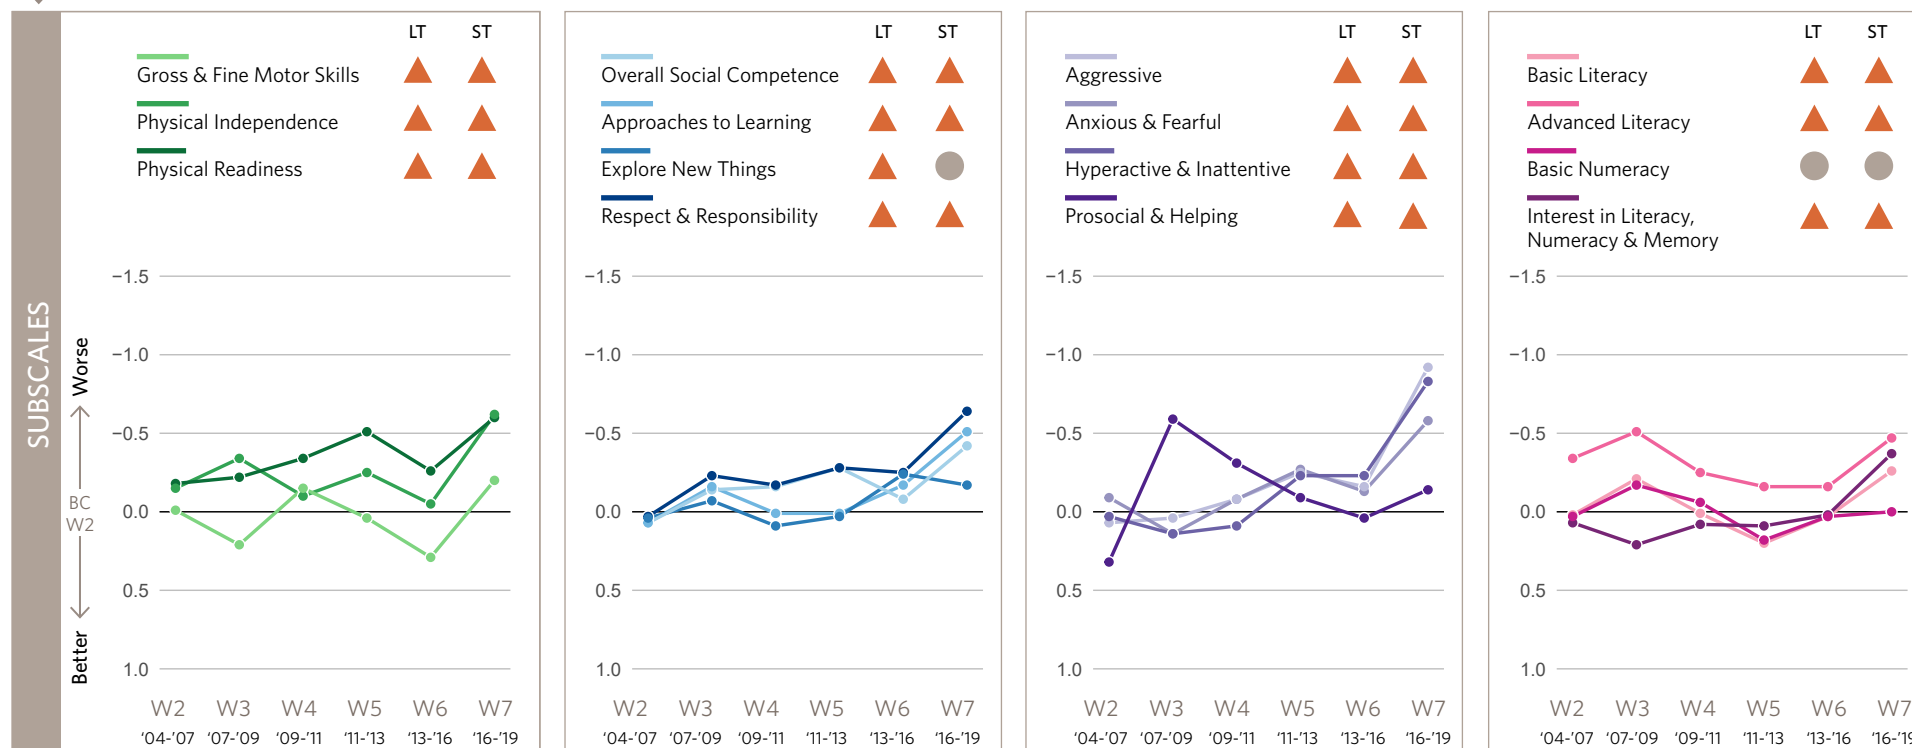 SUBSCALES
Worse
BC
W2
Better
LT ST
Gross & Fine Motor Skills
Physical Independence
Physical Readiness
−1.5
−1.0
−0.5
0.0
0.5
1.0
W2 W3 W4 W5 W6 W7
‘04-’07 ‘07-’09 ‘09-’11 ‘11-’13 ‘13-’16 ‘16-’19
LT ST
Overall Social Competence
Approaches to Learning
Explore New Things
Respect & Responsibility
−1.5
−1.0
−0.5
0.0
0.5
1.0
W2 W3 W4 W5 W6 W7
‘04-’07 ‘07-’09 ‘09-’11 ‘11-’13 ‘13-’16 ‘16-’19
LT ST
Aggressive
Anxious & Fearful
Hyperactive & Inattentive
Prosocial & Helping
−1.5
−1.0
−0.5
0.0
0.5
1.0
W2 W3 W4 W5 W6 W7
‘04-’07 ‘07-’09 ‘09-’11 ‘11-’13 ‘13-’16 ‘16-’19
LT ST
Basic Literacy
Advanced Literacy
Basic Numeracy
Interest in Literacy,
Numeracy & Memory
−1.5
−1.0
−0.5
0.0
0.5
1.0
W2 W3 W4 W5 W6 W7
‘04-’07 ‘07-’09 ‘09-’11 ‘11-’13 ‘13-’16 ‘16-’19